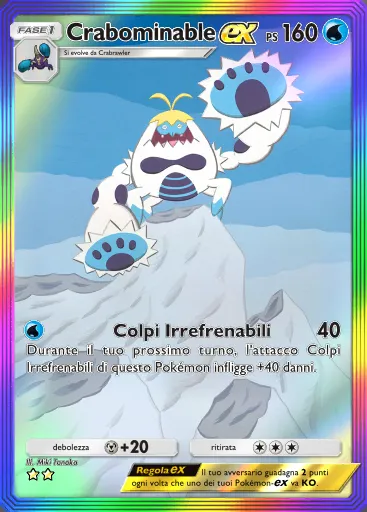 FASE 1 Crabominable ex PS 160
Si evolve da Crabrawler
Colpi Irrefrenabili 40
Durante il tuo prossimo turno, l'attacco Colpi
Irrefrenabili di questo Pokémon infligge +40 danni.
debolezza +20 ritirata
Ill. Miki Tanaka
Regola ex Il tuo avversario guadagna 2 punti
ogni volta che uno dei tuoi Pokémon-ex va KO.